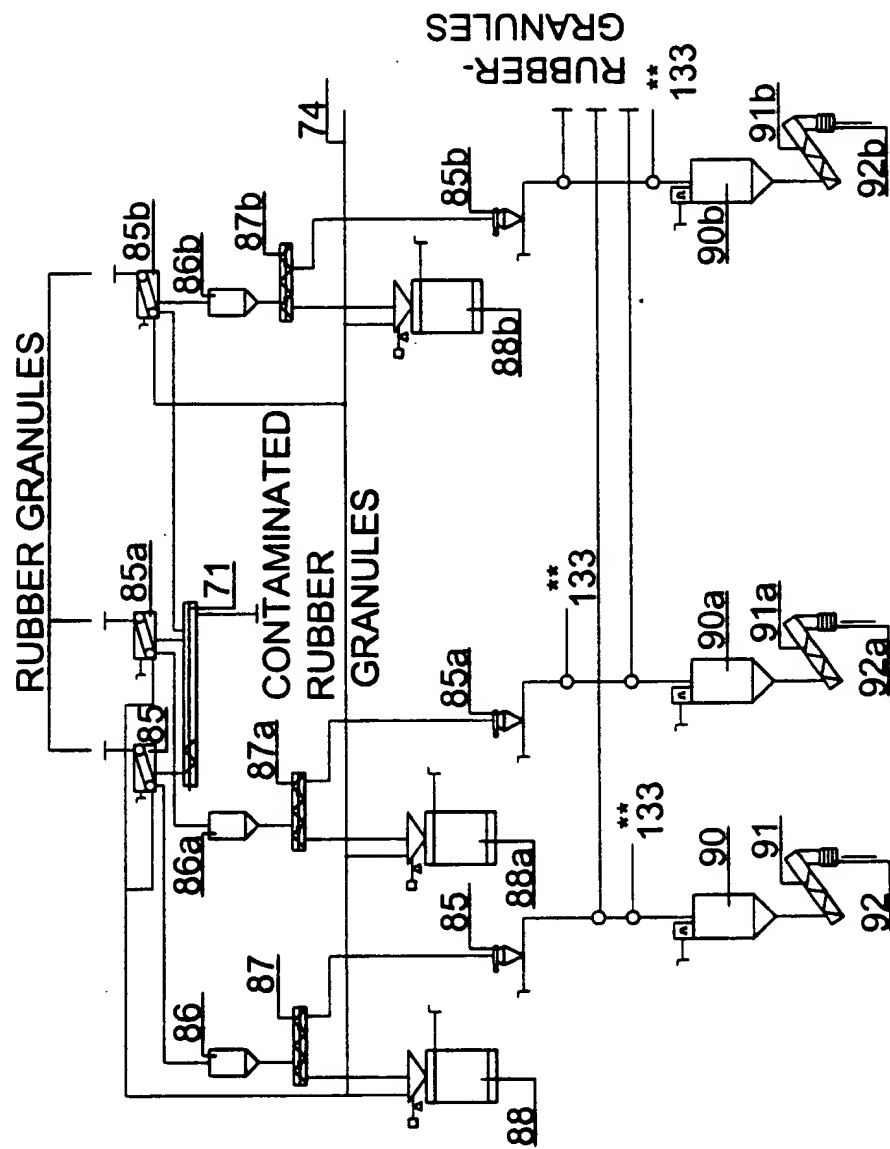 RUBBER GRANULES
85
85a
85b
86
86a
86b
71
87
87a
87b
CONTAMINATED
RUBBER
GRANULES
74
88
88a
88b
85
85a
85b
RUBBER-
GRANULES
**
133
**
133
**
133
90
90a
90b
91
91a
91b
92
92a
92b